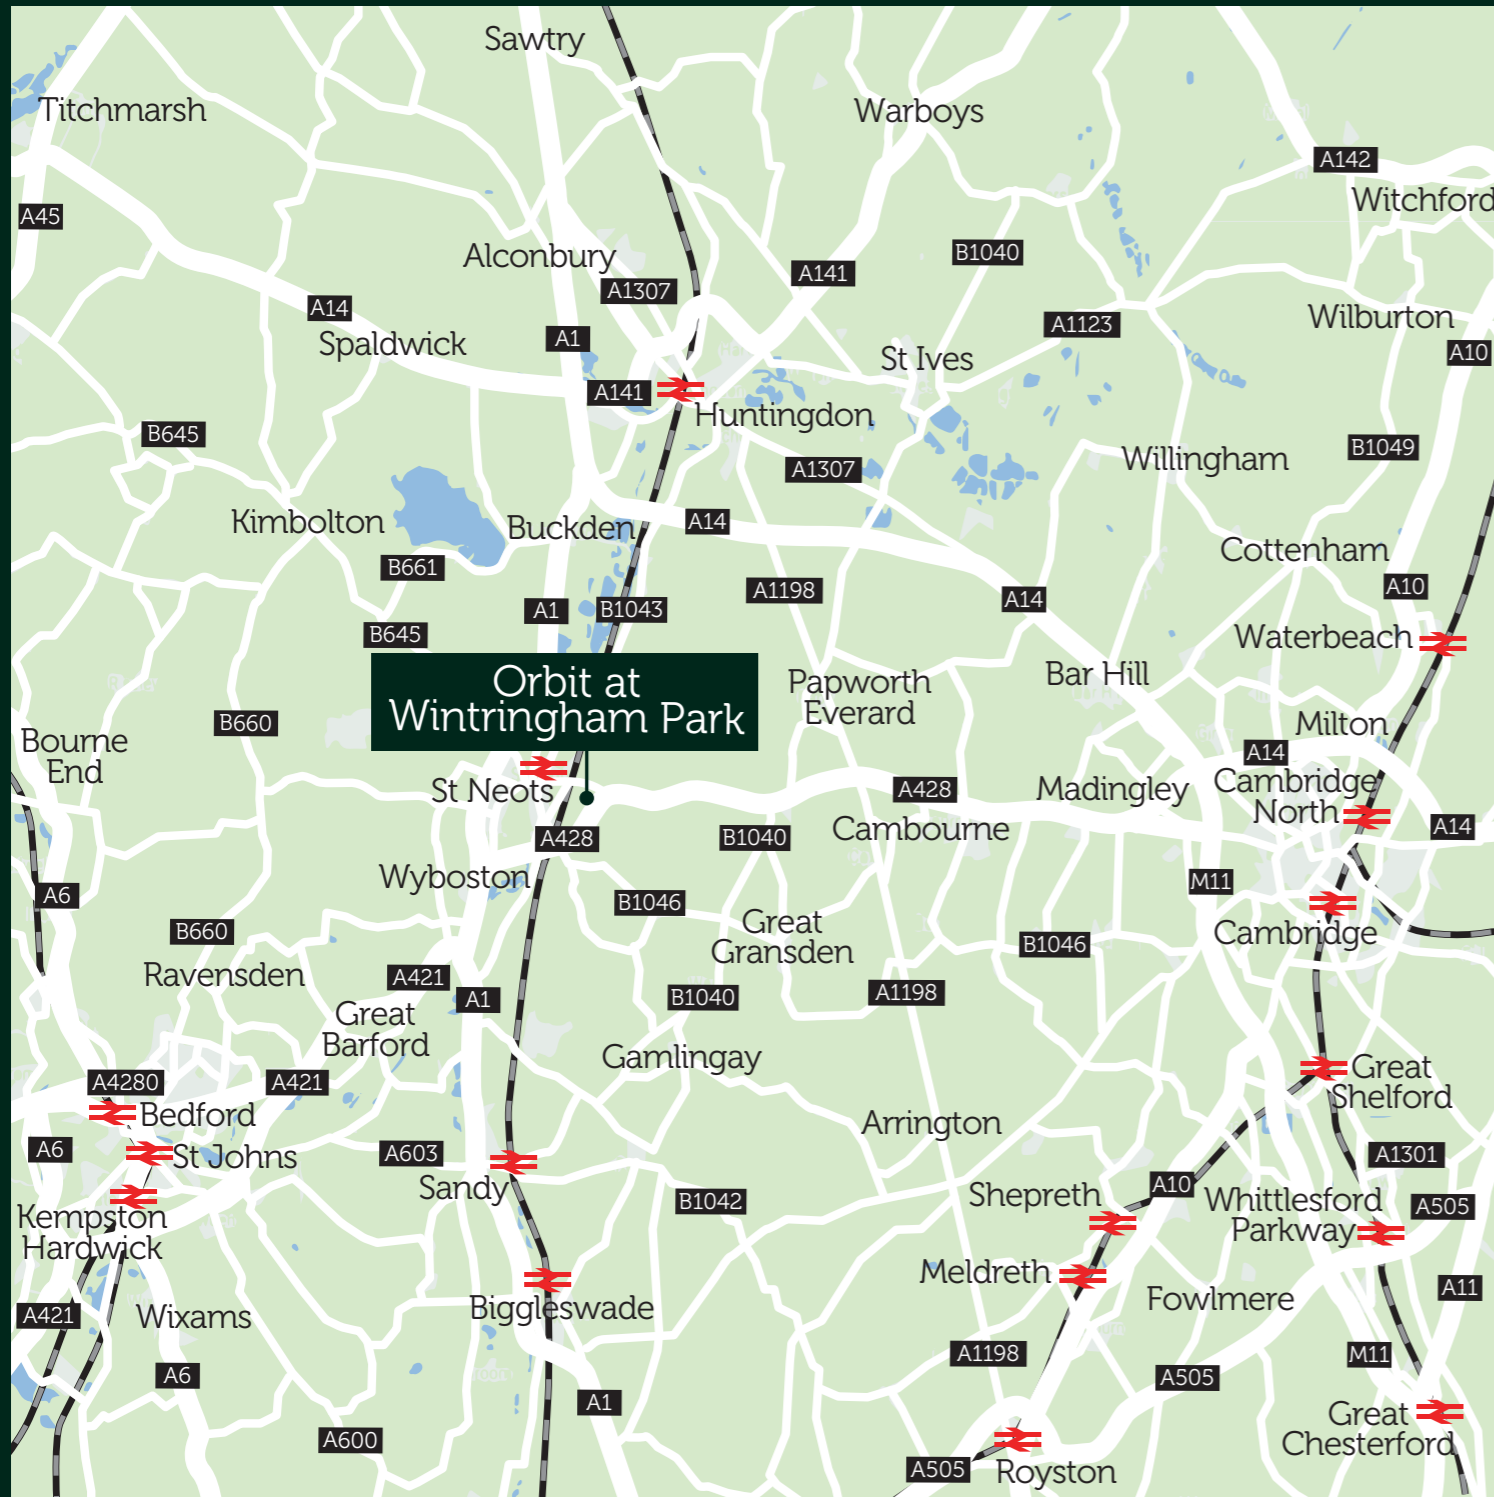 Sawtry
Titchmarsh
Warboys
A142
Witchford
A45
Alconbury
B1040
A141
A1307
A14
Spaldwick
A1
A1123
Wilburton
A10
St Ives
A141
Huntingdon
B645
A1307
Willingham
B1049
Kimbolton
Buckden
A14
Cottenham
B661
A1198
A14
A10
A1
B1043
B645
Waterbeach
Orbit at
Wintringham Park
Papworth
Everard
Bar Hill
B660
Bourne
End
Milton
A14
St Neots
A428
Madingley
Cambridge
North
A428
B1040
Cambourne
A14
Wyboston
A6
B1046
M11
B660
Great
Gransden
B1046
Cambridge
Ravensden
A421
A1
B1040
A1198
Great
Barford
Gamlingay
A4280
A421
Great
Shelford
Bedford
Arrington
A6
St Johns
A603
A1301
Sandy
B1042
Shepreth
A10
Whittlesford
Parkway
A505
Kempston
Hardwick
Meldreth
A421
Wixams
Biggleswade
Fowlmere
A11
A1198
M11
A6
A505
A1
A600
Great
Chesterford
A505
Royston